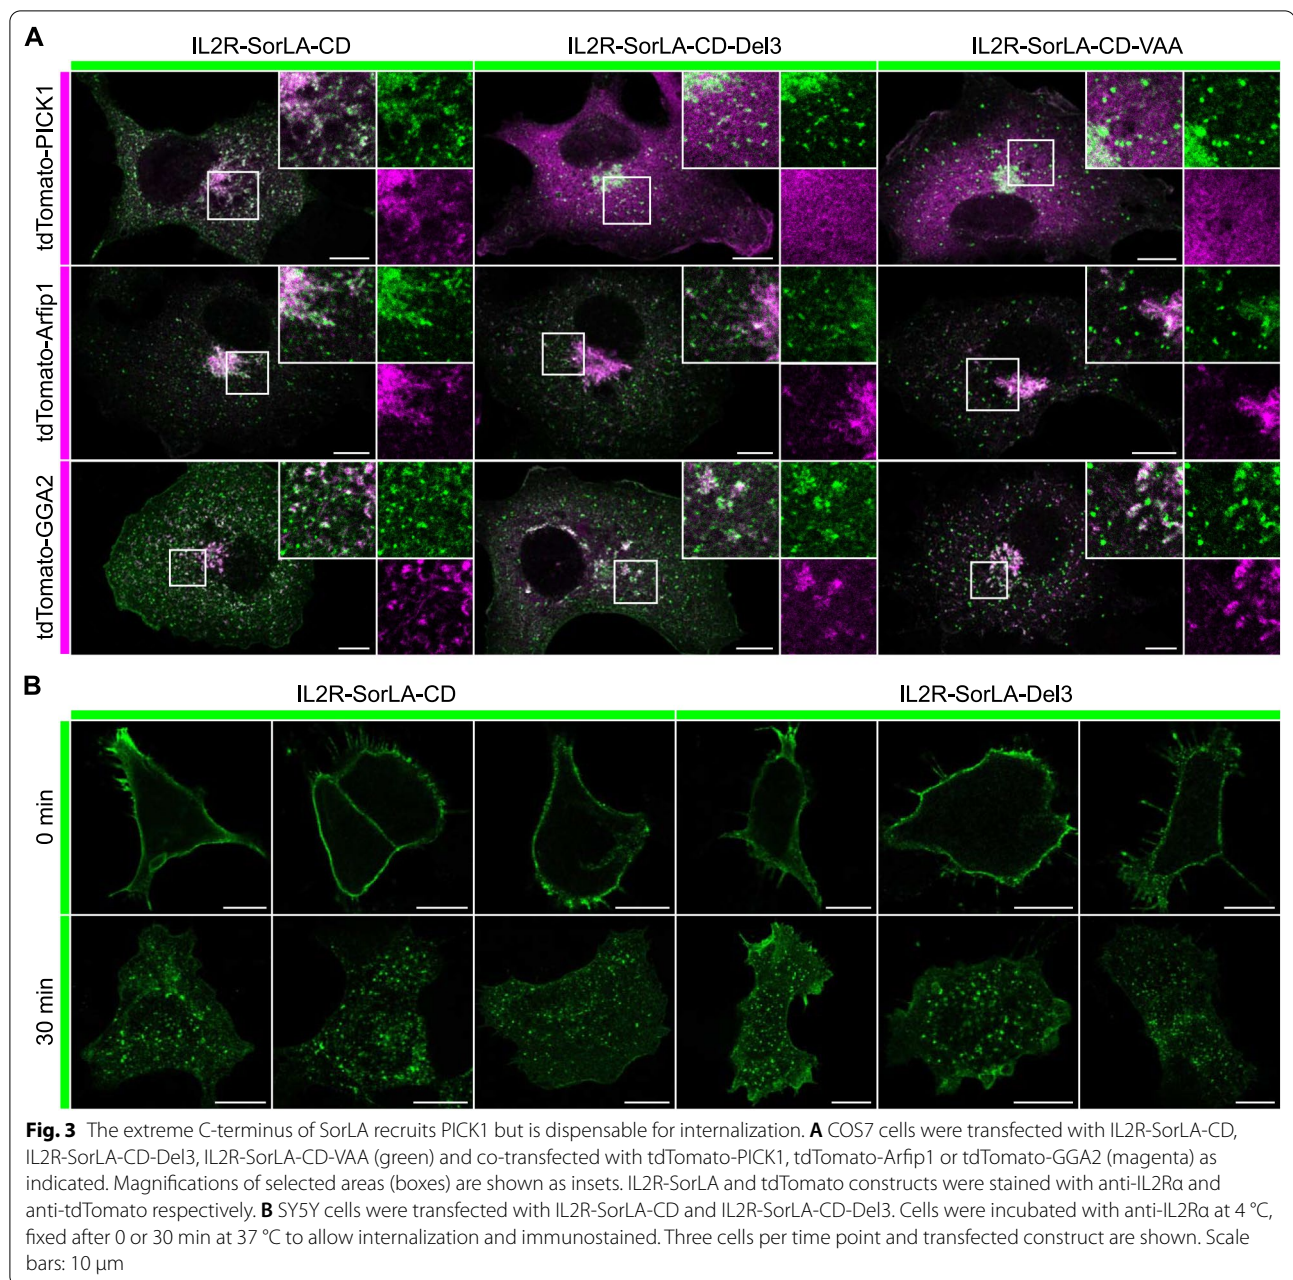 A
IL2R-SorLA-CD
IL2R-SorLA-CD-Del3
IL2R-SorLA-CD-VAA
tdTomato-PICK1
tdTomato-Arfip1
tdTomato-GGA2
B
IL2R-SorLA-CD
IL2R-SorLA-Del3
0 min
30 min
Fig. 3 The extreme C-terminus of SorLA recruits PICK1 but is dispensable for internalization. A COS7 cells were transfected with IL2R-SorLA-CD,
IL2R-SorLA-CD-Del3, IL2R-SorLA-CD-VAA (green) and co-transfected with tdTomato-PICK1, tdTomato-Arfip1 or tdTomato-GGA2 (magenta) as
indicated. Magnifications of selected areas (boxes) are shown as insets. IL2R-SorLA and tdTomato constructs were stained with anti-IL2Rα and
anti-tdTomato respectively. B SY5Y cells were transfected with IL2R-SorLA-CD and IL2R-SorLA-CD-Del3. Cells were incubated with anti-IL2Rα at 4 °C,
fixed after 0 or 30 min at 37 °C to allow internalization and immunostained. Three cells per time point and transfected construct are shown. Scale
bars: 10 µm